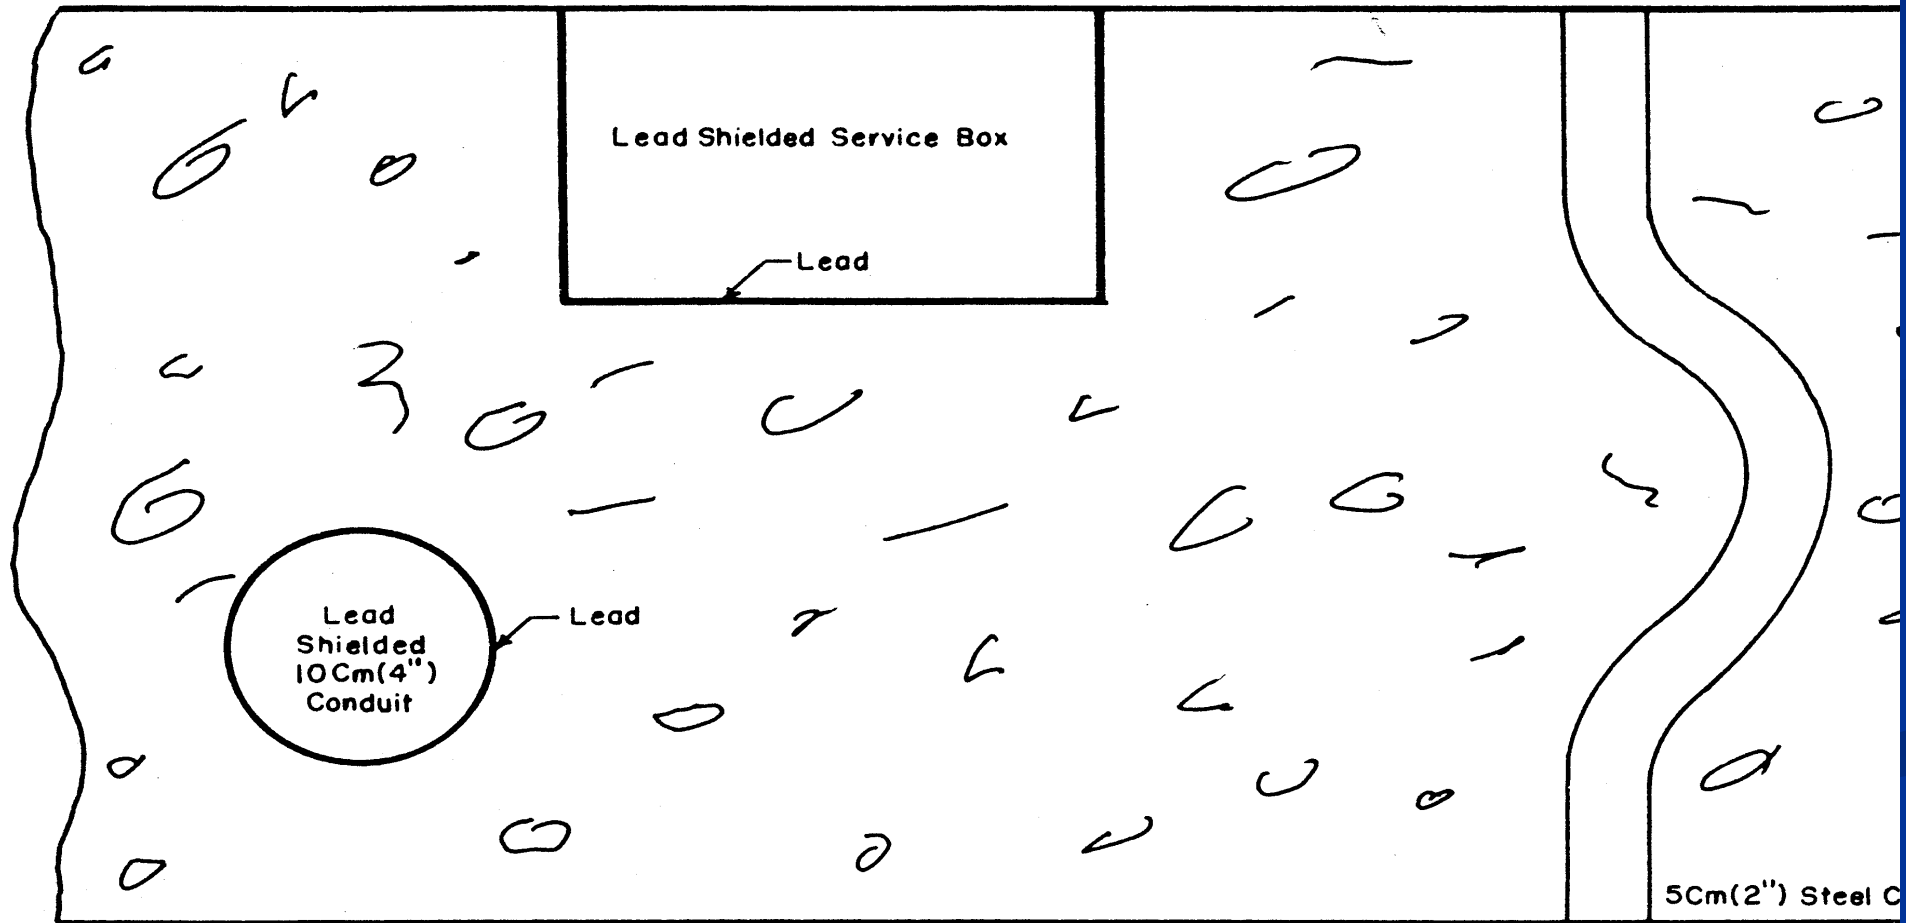 Lead Shielded Service Box
Lead
Lead
Shielded
10Cm(4")
Conduit
Lead
5Cm(2") Steel